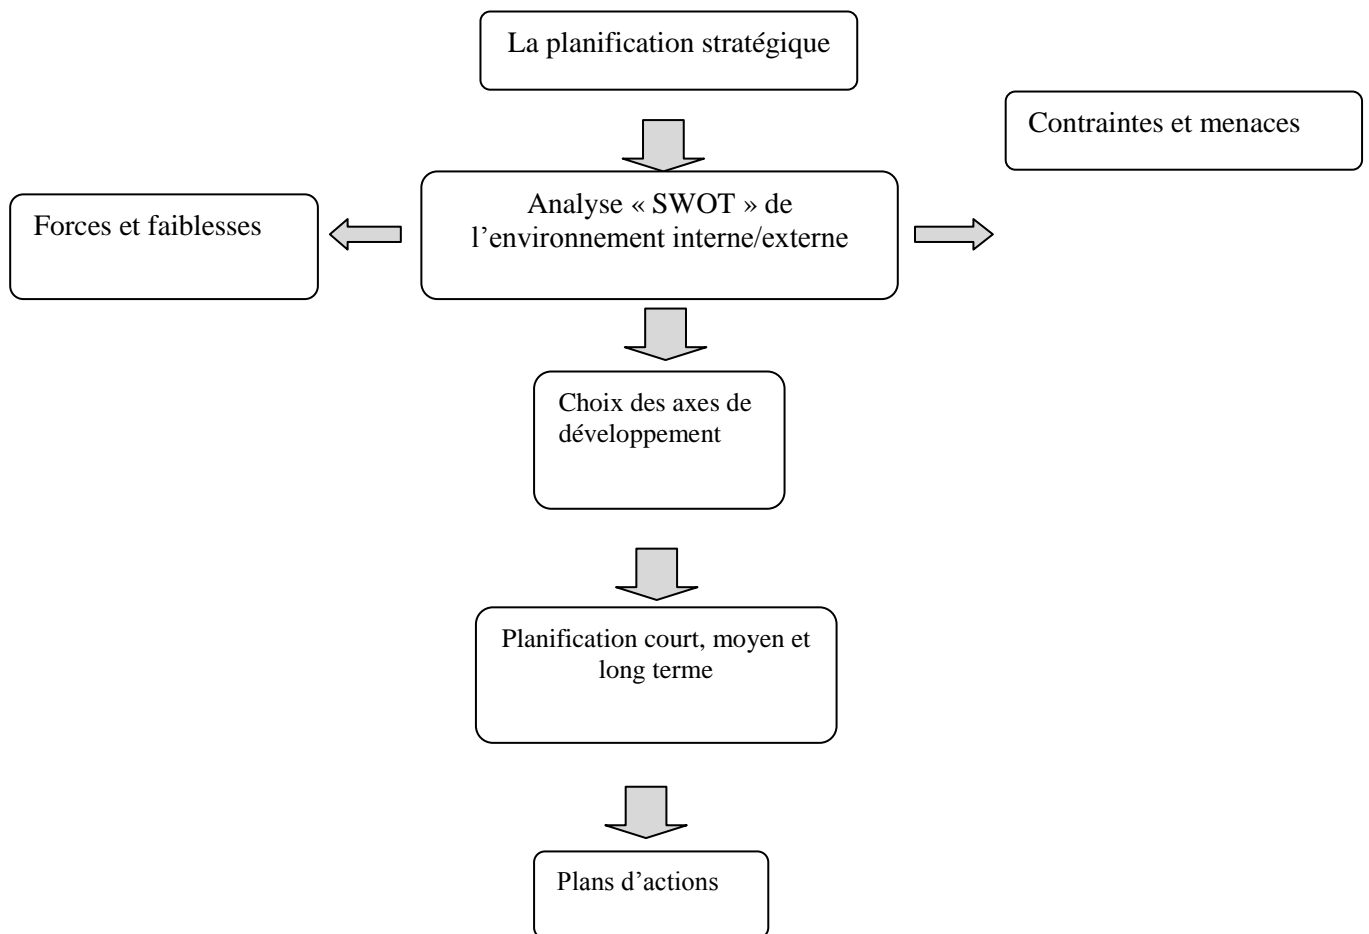 La planification stratégique
Contraintes et menaces
Forces et faiblesses
Analyse « SWOT » de
l’environnement interne/externe
Choix des axes de
développement
Planification court, moyen et
long terme
Plans d’actions